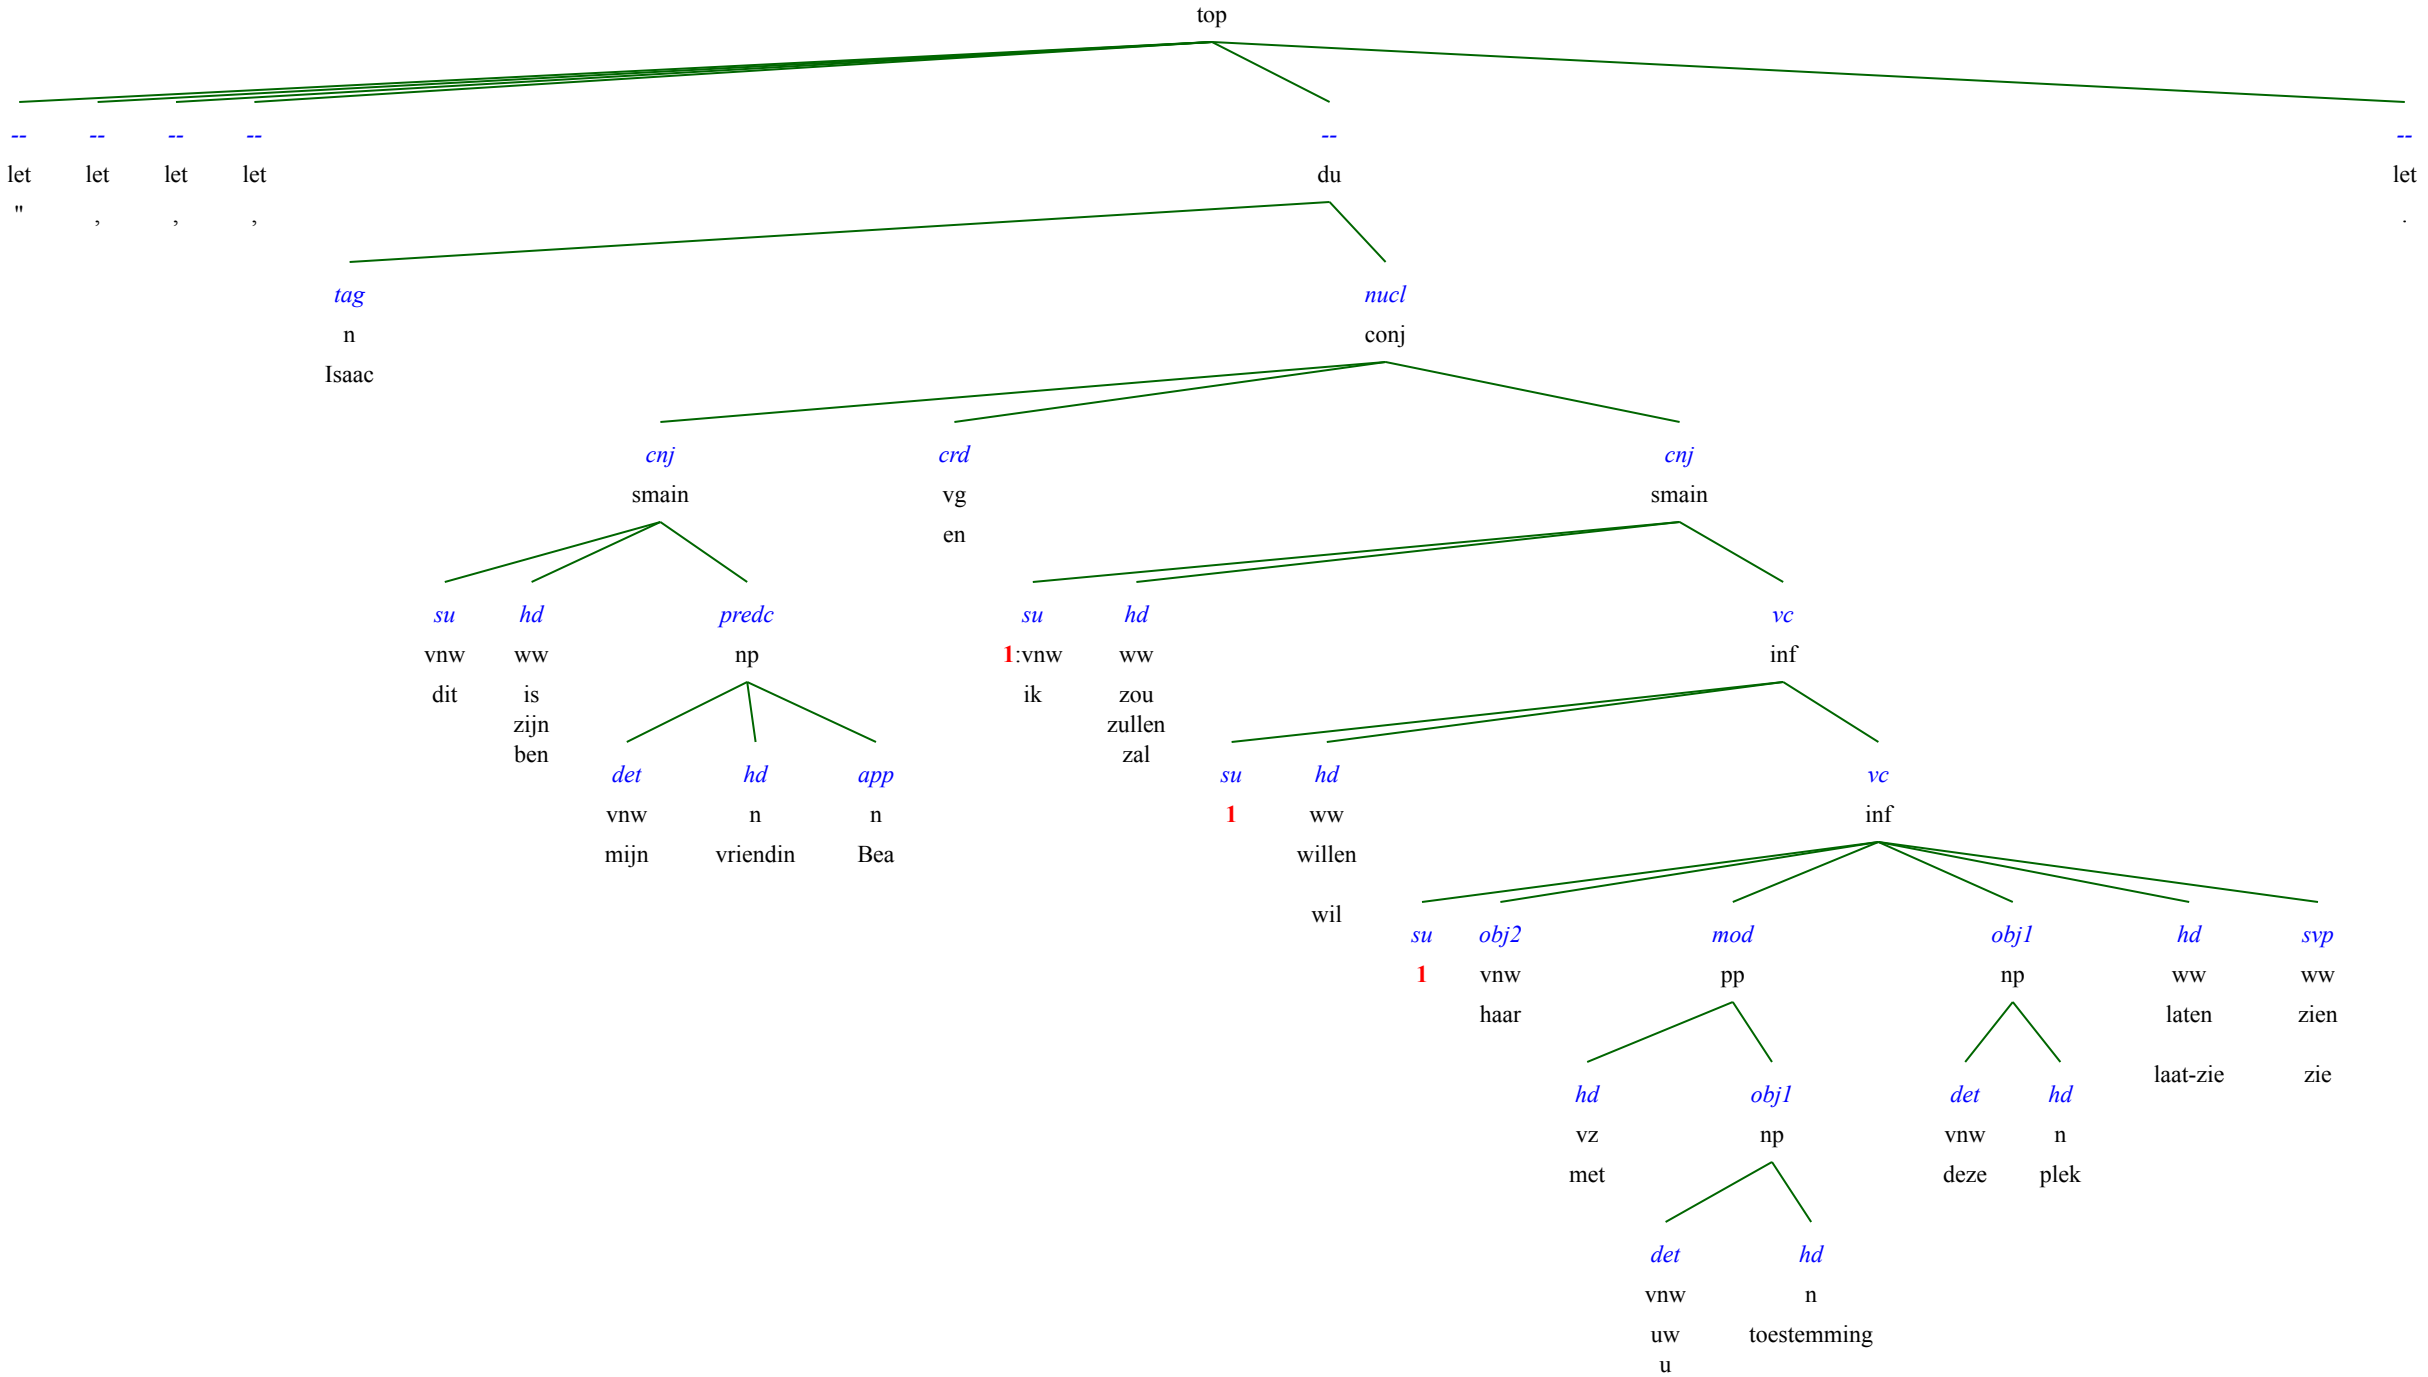 top
-- -- -- -- -- --
let let let let du let
" , , , .
tag nucl
n conj
Isaac
cnj crd cnj
smain vg smain
en
su hd predc su hd vc
vnw ww np 1:vnw ww inf
dit is ik zou
zijn zullen
ben zal
det hd app su hd vc
vnw n n 1 ww inf
mijn vriendin Bea willen
wil
su obj2 mod obj1 hd svp
1 vnw pp np ww ww
haar laten zien
laat-zie zie
hd obj1 det hd
vz np vnw n
met deze plek
det hd
vnw n
uw toestemming
u